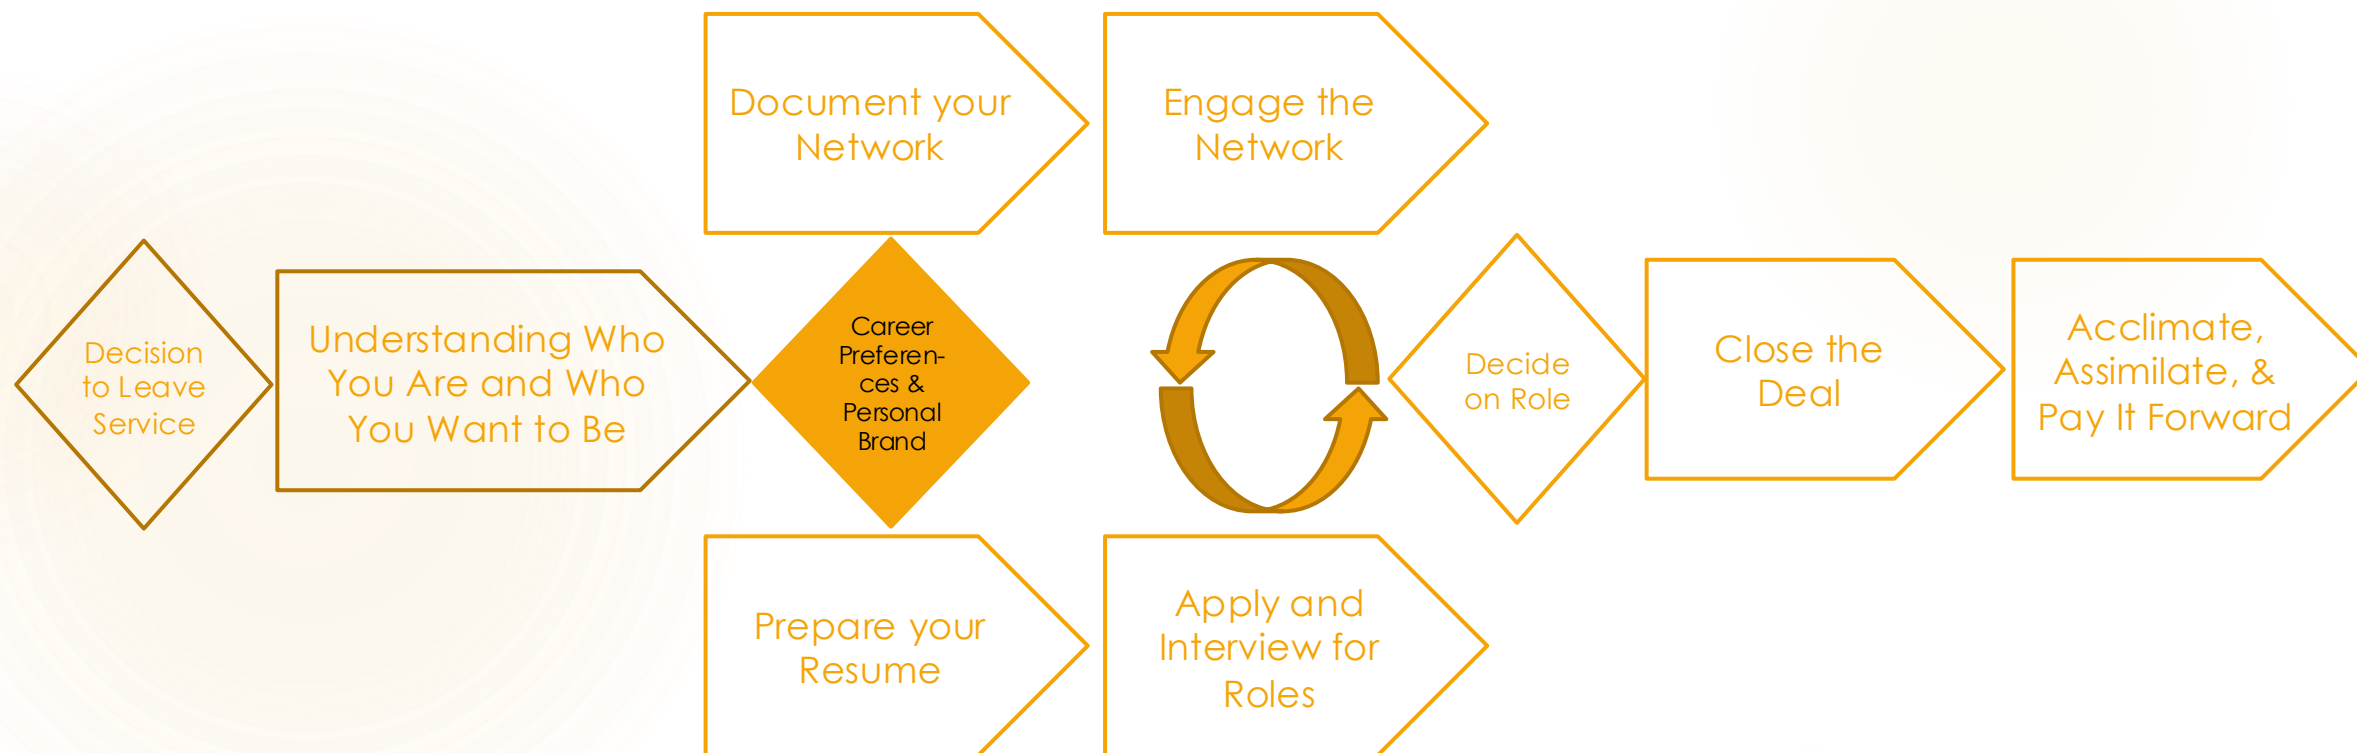 Decision
to Leave
Service
Understanding Who
You Are and Who
You Want to Be
Document your
Network
Engage the
Network
Career
Preferen-
ces &
Personal
Brand
Prepare your
Resume
Apply and
Interview for
Roles
Decide
on Role
Close the
Deal
Acclimate,
Assimilate, &
Pay It Forward